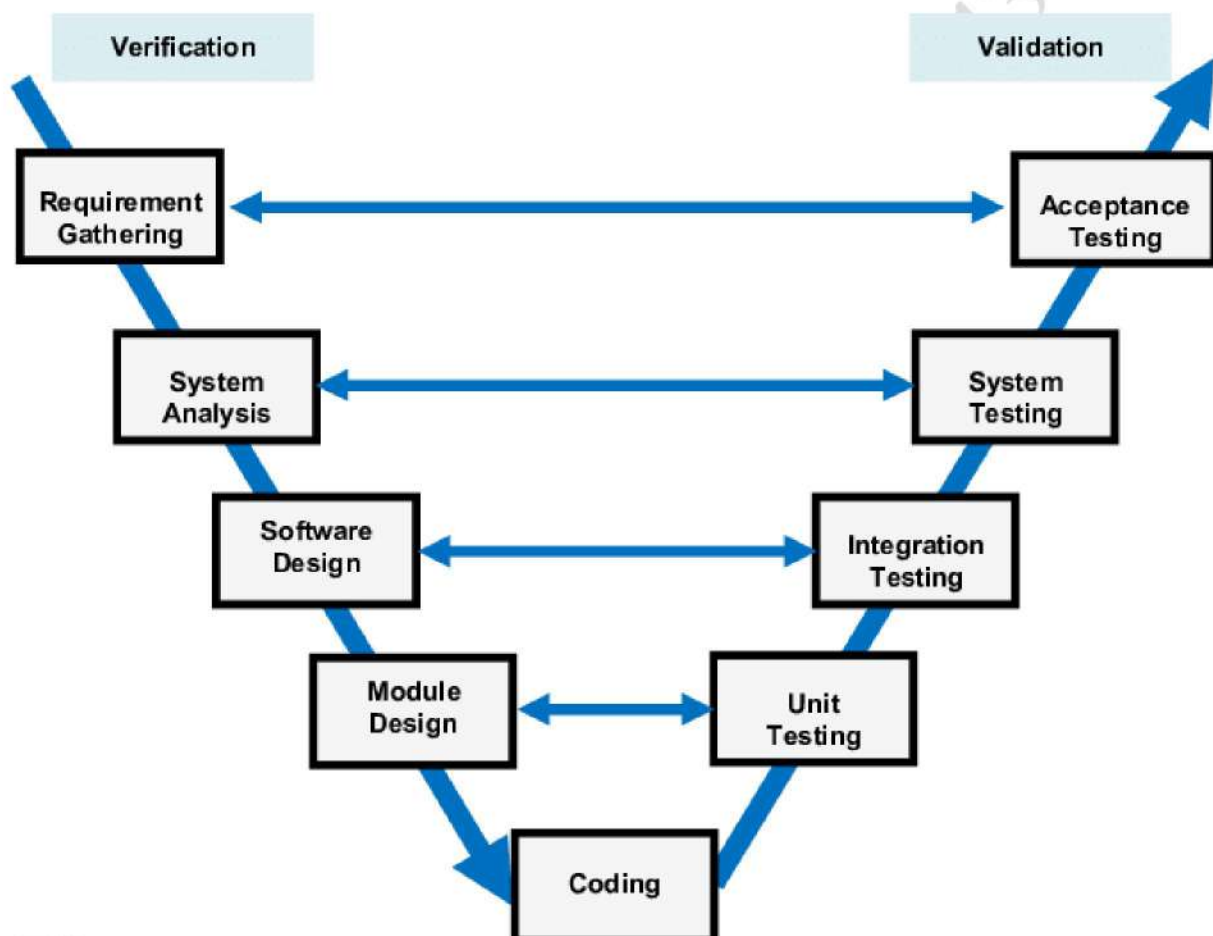 Verification
Validation
Requirement
Gathering
Acceptance
Testing
System
Analysis
System
Testing
Software
Design
Integration
Testing
Module
Design
Unit
Testing
Coding